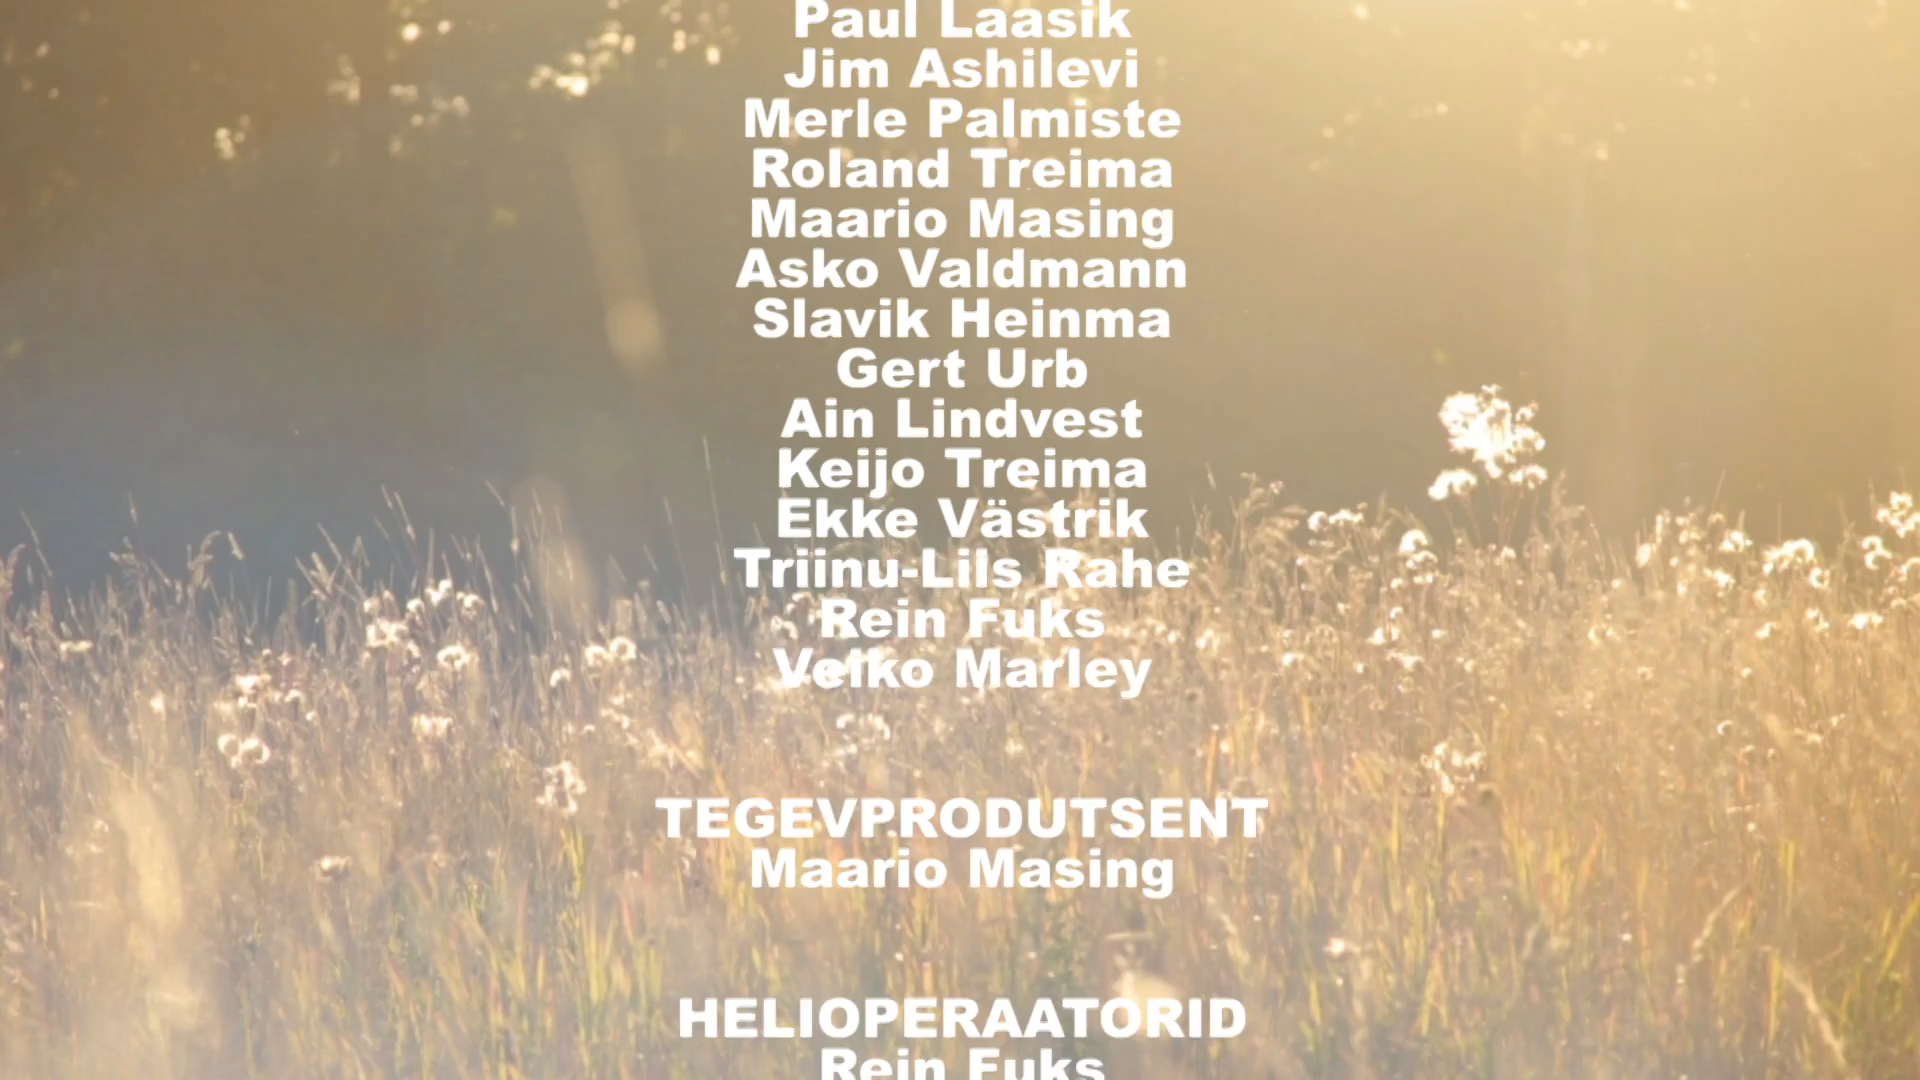 Paul Laasik
Jim Ashilevi
Merle Palmiste
Roland Treima
Maario Masing
Asko Valdmann
Slavik Heinma
Gert Urb
Ain Lindvest
Keijo Treima
Ekke Västrik
Triinu-Lils Rahe
Rein Fuks
Velko Marley
TEGEVPRODUTSENT
Maario Masing
HELIOPERAATORID
Rein Fuks